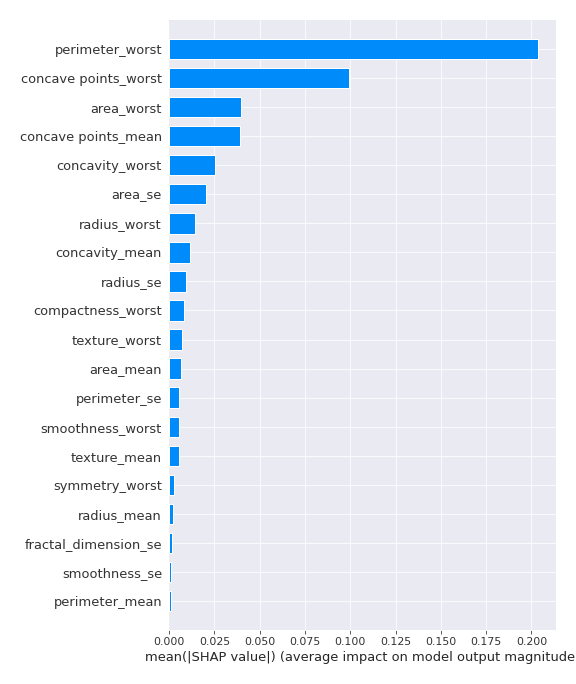 perimeter_worst
concave points_worst
area_worst
concave points_mean
concavity_worst
area_se
radius_worst
concavity_mean
radius_se
compactness_worst
texture_worst
area_mean
perimeter_se
smoothness_worst
texture_mean
symmetry_worst
radius_mean
fractal_dimension_se
smoothness_se
perimeter_mean
0.000 0.025 0.050 0.075 0.100 0.125 0.150 0.175 0.200
mean(|SHAP value|) (average impact on model output magnitude